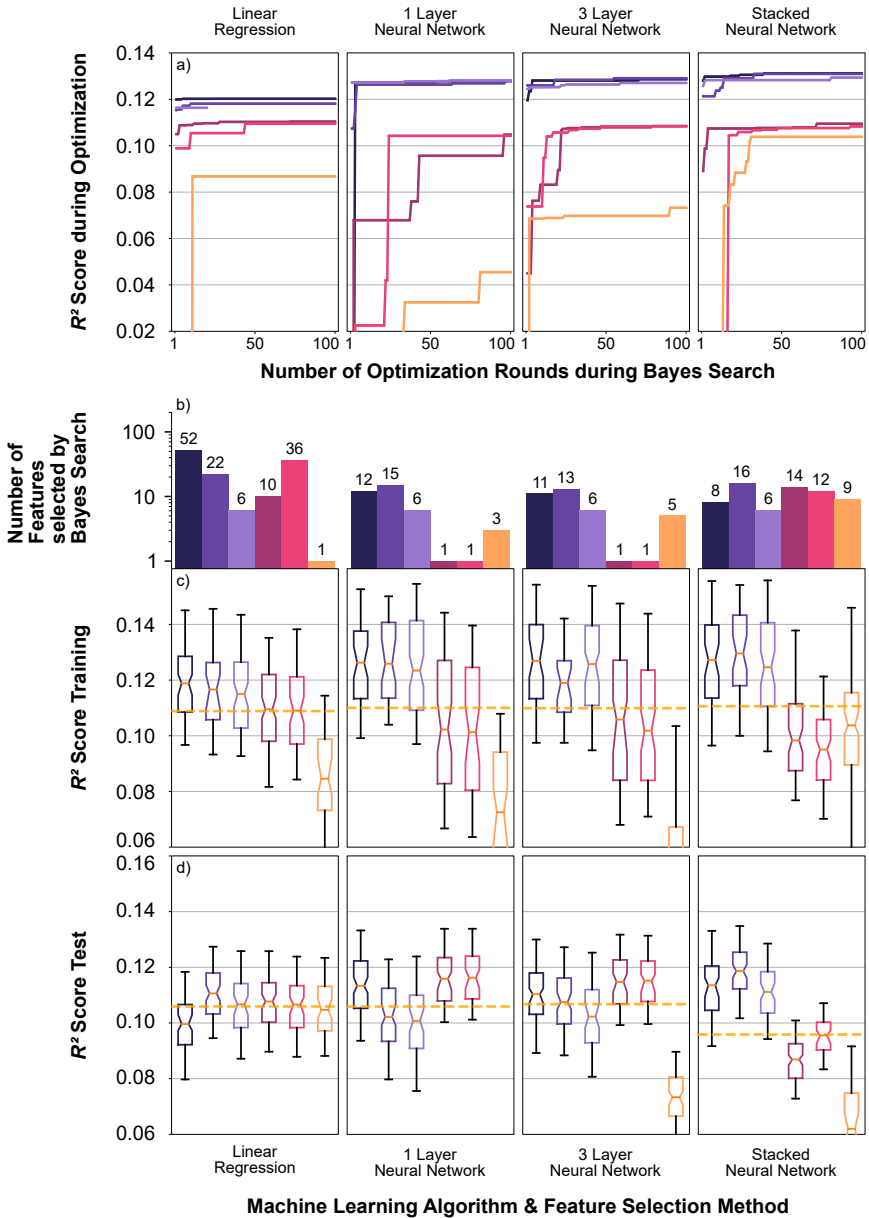 Linear
Regression
1 Layer
Neural Network
3 Layer
Neural Network
Stacked
Neural Network
R² Score during Optimization
a)
0.14
0.12
0.10
0.08
0.06
0.04
0.02
1
50
100
1
50
100
1
50
100
1
50
100
Number of Optimization Rounds during Bayes Search
Number of
Features
selected by
Bayes Search
b)
100
10
1
52
22
6
10
36
1
12
15
6
1
1
3
11
13
6
1
1
5
8
16
6
14
12
9
R² Score Training
c)
0.14
0.12
0.10
0.08
0.06
R² Score Test
d)
0.16
0.14
0.12
0.10
0.08
0.06
Linear
Regression
1 Layer
Neural Network
3 Layer
Neural Network
Stacked
Neural Network
Machine Learning Algorithm & Feature Selection Method